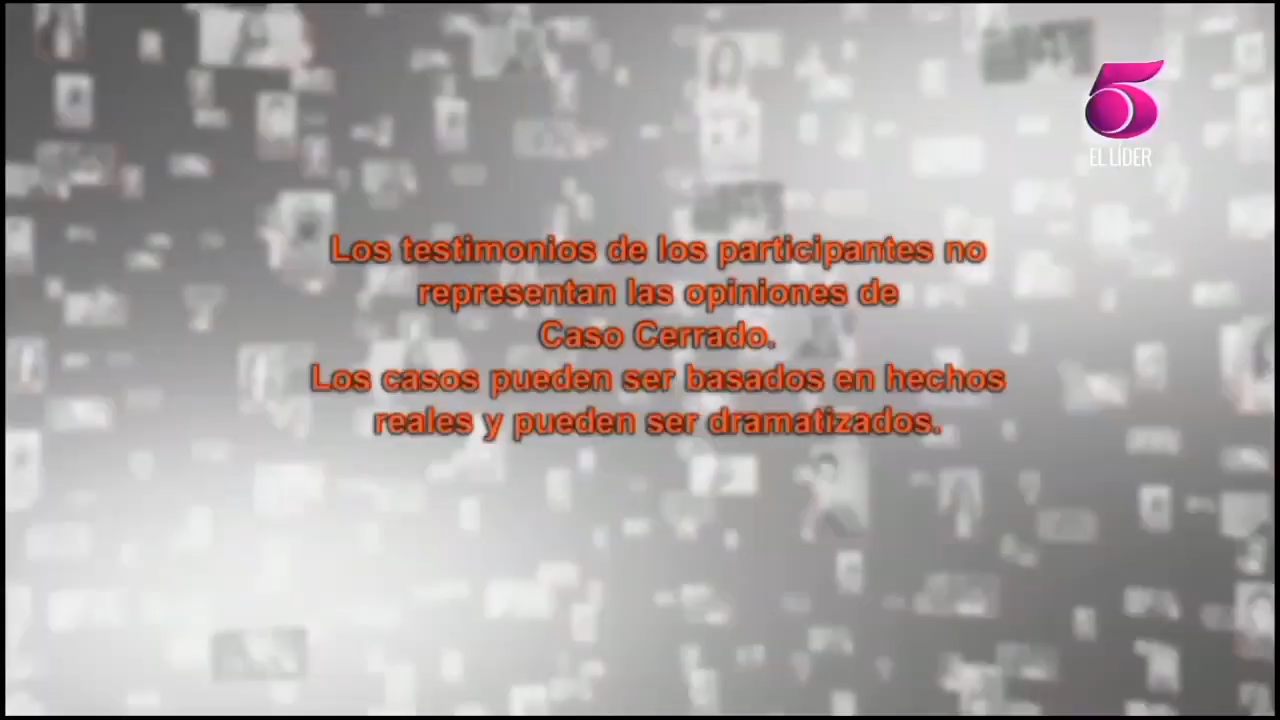 5
EL LÍDER
Los testimonios de los participantes no
representan las opiniones de
Caso Cerrado.
Los casos pueden ser basados en hechos
reales y pueden ser dramatizados.